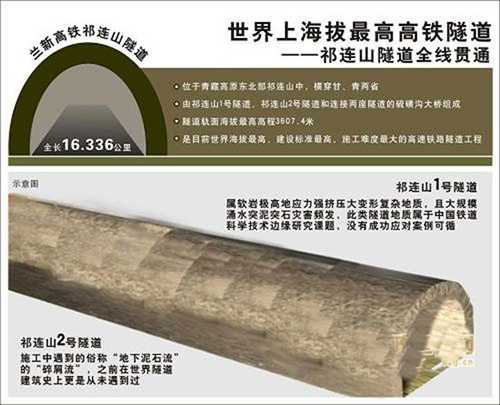 兰新高铁祁连山隧道
全长16.336公里
世界上海拔最高高铁隧道
——祁连山隧道全线贯通
• 位于青藏高原东北部祁连山中，横穿甘、青两省
• 由祁连山1号隧道、祁连山2号隧道和连接两座隧道的硫磺沟大桥组成
• 隧道轨面海拔最高高程3607.4米
• 是目前世界海拔最高、建设标准最高、施工难度最大的高速铁路隧道工程
示意图
祁连山1号隧道
属软岩极高地应力强挤压大变形复杂地质，且大规模
涌水突泥突石灾害频发，此类隧道地质属于中国铁道
科学技术边缘研究课题，没有成功应对案例可循
祁连山2号隧道
施工中遇到的俗称“地下泥石流”
的“碎屑流”，之前在世界隧道
建筑史上更是从未遇到过